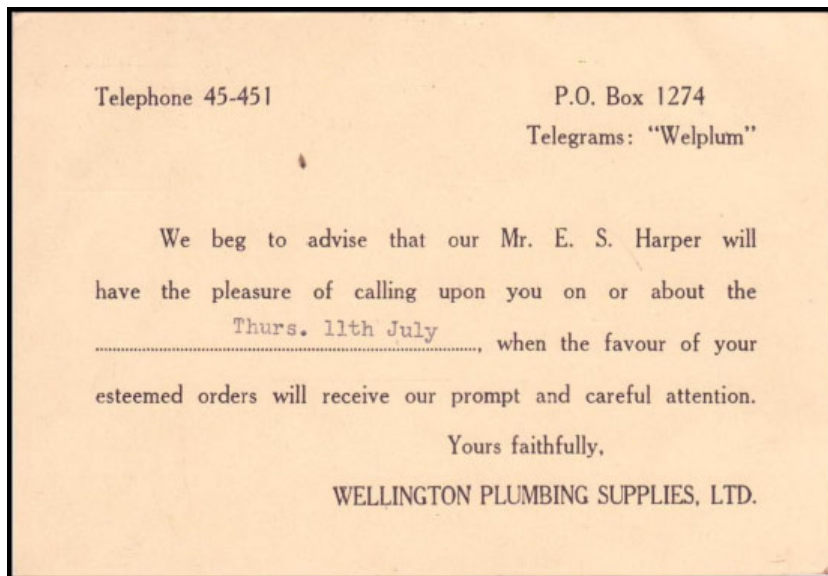 Telephone 45-451 P.O. Box 1274
Telegrams: "Welplum"
We beg to advise that our Mr. E. S. Harper will
have the pleasure of calling upon you on or about the
Thurs. 11th July, when the favour of your
esteemed orders will receive our prompt and careful attention.
Yours faithfully,
WELLINGTON PLUMBING SUPPLIES, LTD.